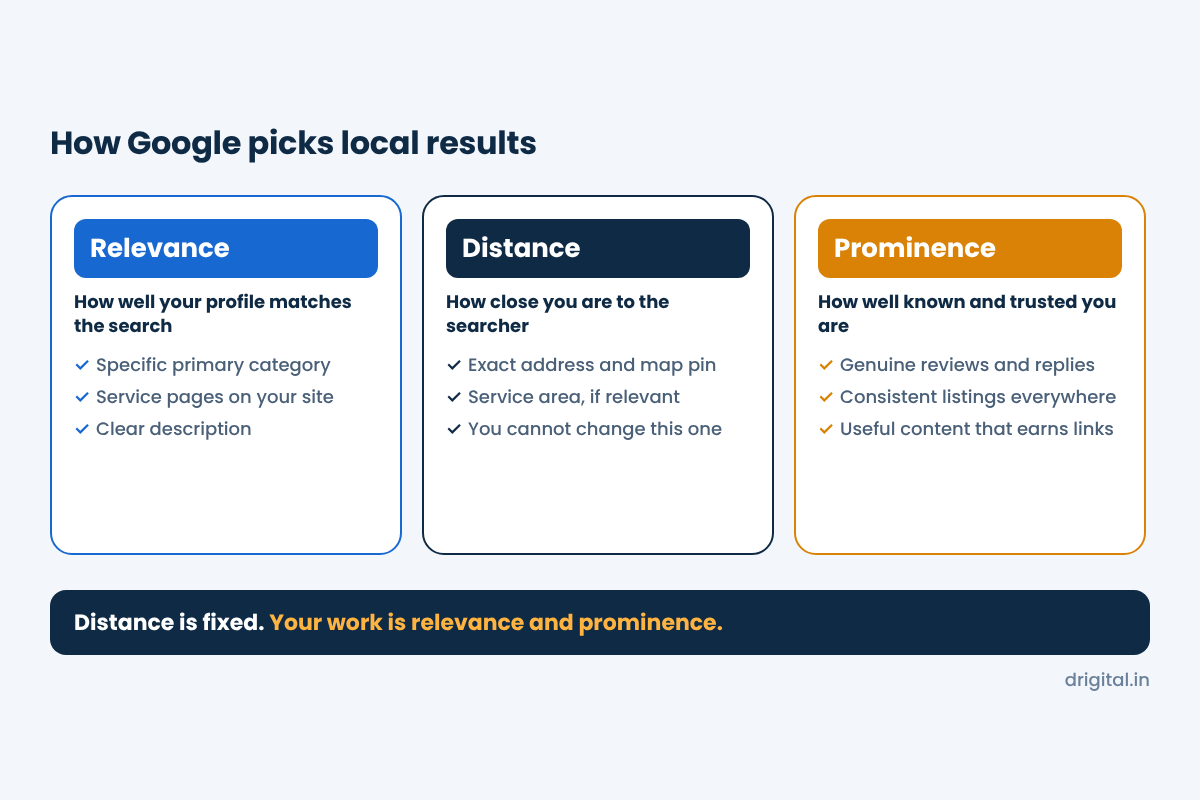 How Google picks local results
Relevance
How well your profile matches
the search
Specific primary category
Service pages on your site
Clear description
Distance
How close you are to the
searcher
Exact address and map pin
Service area, if relevant
You cannot change this one
Prominence
How well known and trusted you
are
Genuine reviews and replies
Consistent listings everywhere
Useful content that earns links
Distance is fixed. Your work is relevance and prominence.
drigital.in